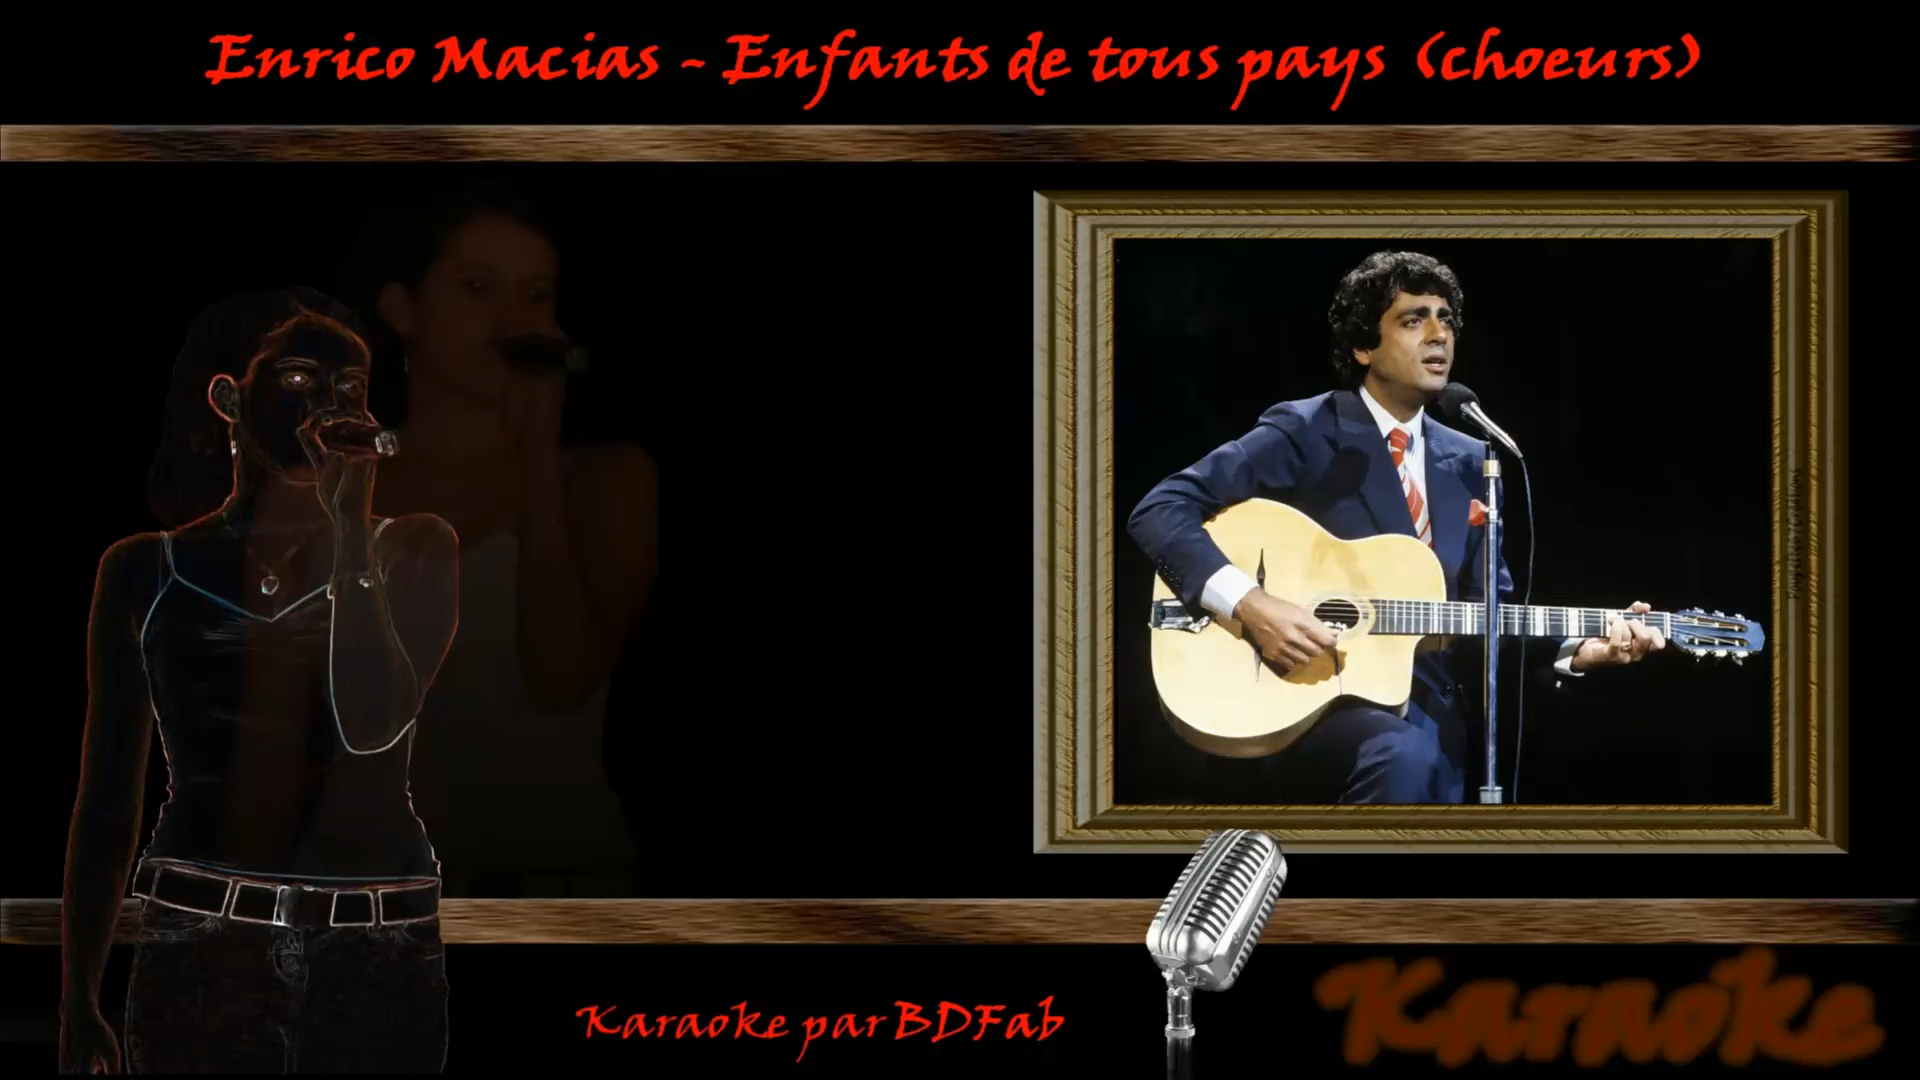 Enrico Macias - Enfants de tous pays (choeurs)
Karaoke par BDFab
Karaoke